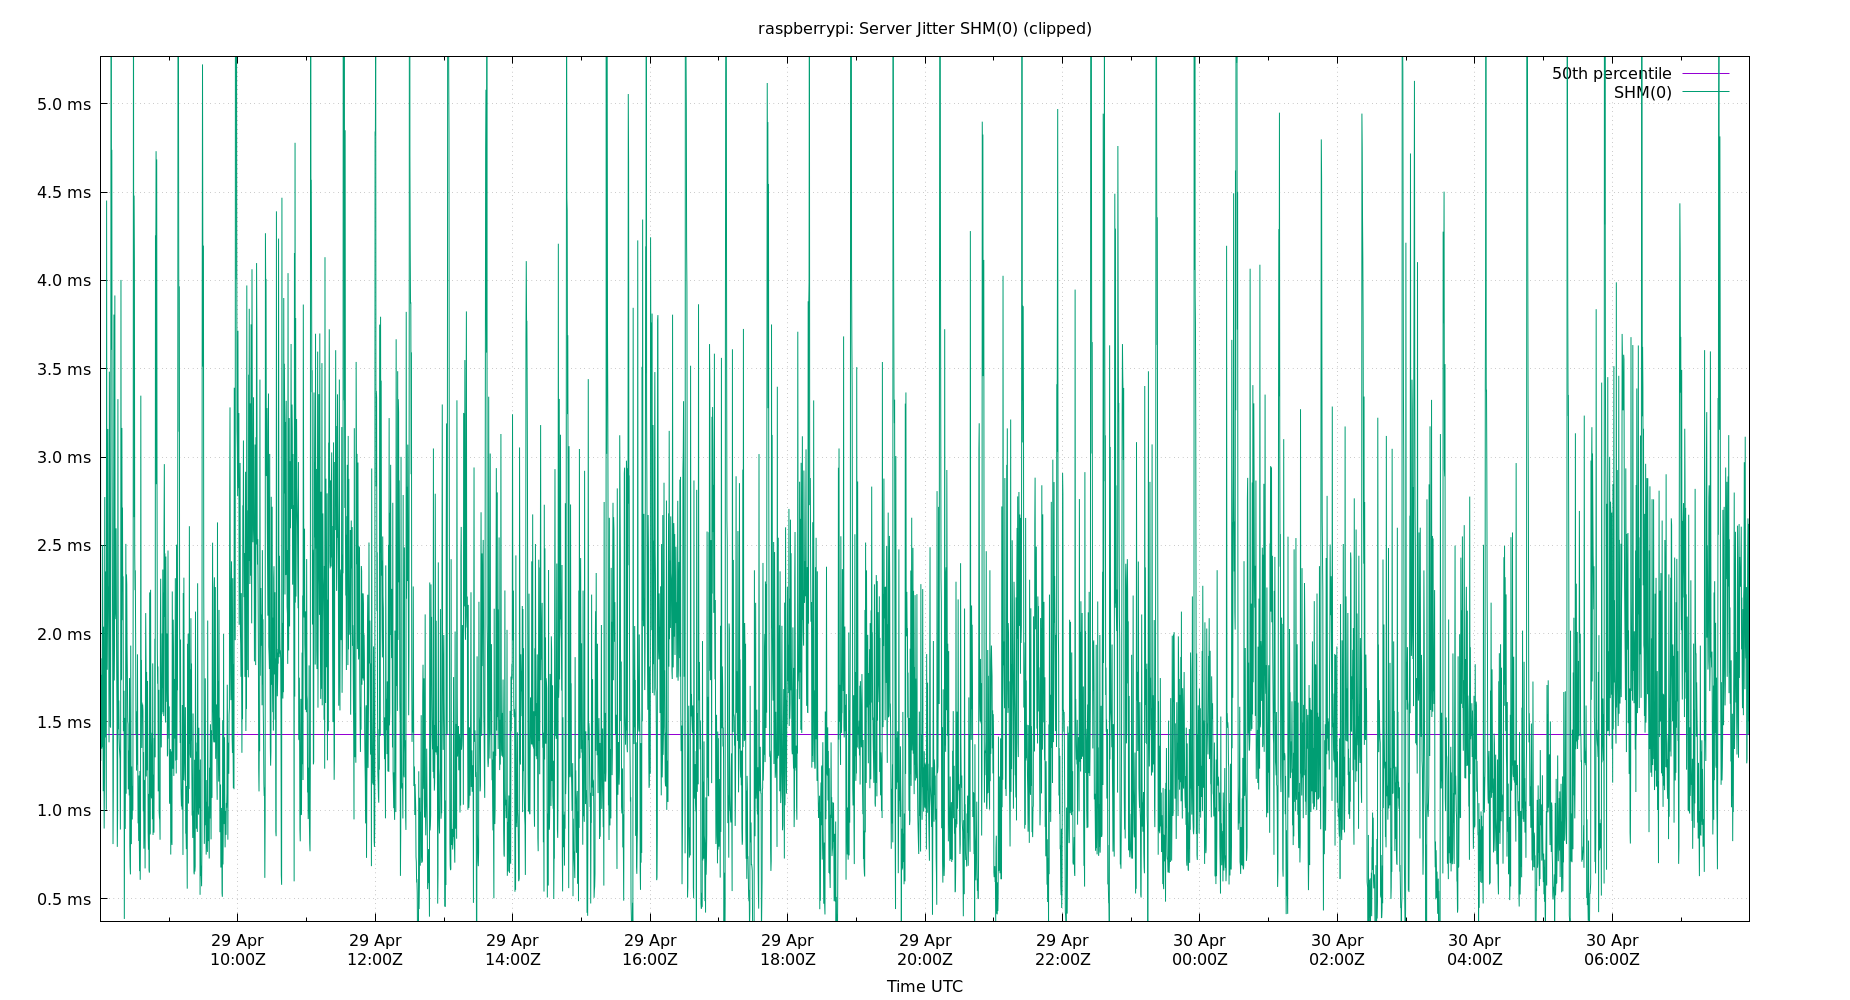 raspberrypi: Server Jitter SHM(0) (clipped)
50th percentile
SHM(0)
5.0 ms
4.5 ms
4.0 ms
3.5 ms
3.0 ms
2.5 ms
2.0 ms
1.5 ms
1.0 ms
0.5 ms
29 Apr 29 Apr 29 Apr 29 Apr 29 Apr 29 Apr 29 Apr 30 Apr 30 Apr 30 Apr 30 Apr
10:00Z 12:00Z 14:00Z 16:00Z 18:00Z 20:00Z 22:00Z 00:00Z 02:00Z 04:00Z 06:00Z
Time UTC